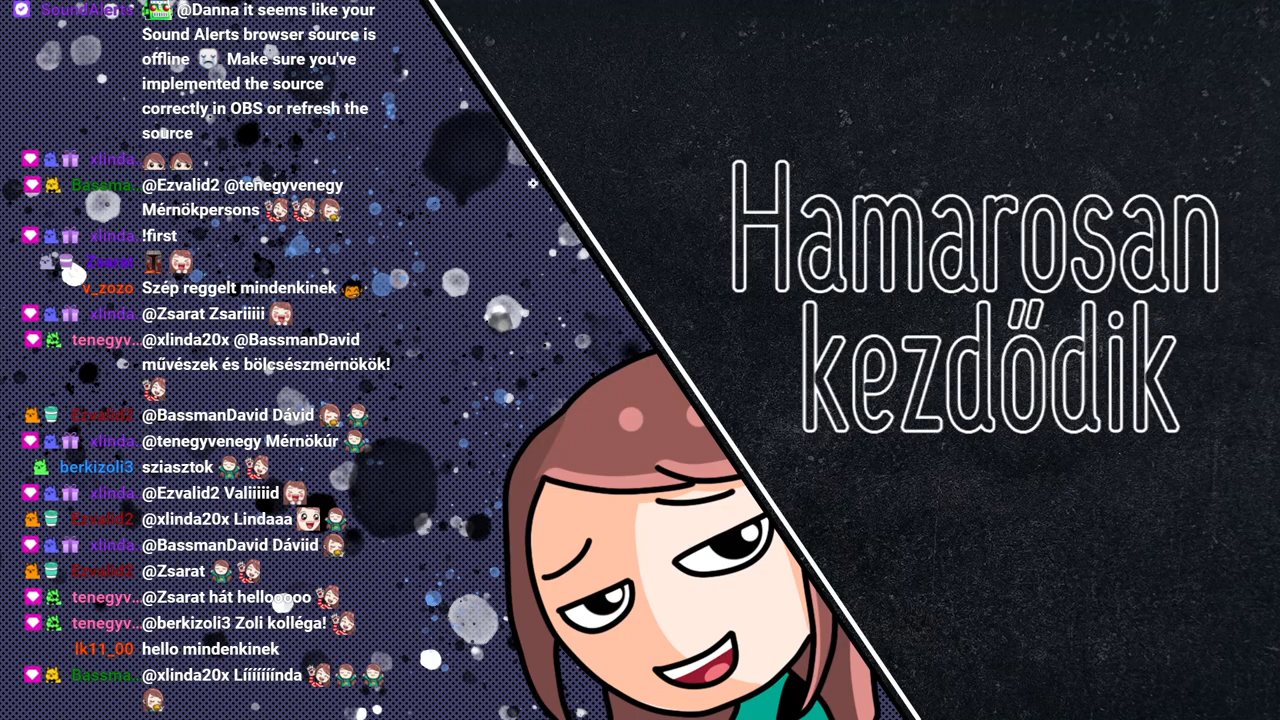 SoundAlerts: @Danna it seems like your
Sound Alerts browser source is
offline Make sure you've
implemented the source
correctly in OBS or refresh the
source
xlinda..
Bassma.. @Ezvalid2 @tenegyvenegy
Mérnökpersons
xlinda.. !first
Zsarat
v_zozo Szép reggelt mindenkinek
xlinda.. @Zsarat Zsariiiii
tenegyv... @xlinda20x @BassmanDavid
művészek és bölcsészmérnökök!
Ezvalid2 @BassmanDavid Dávid
xlinda.. @tenegyvenegy Mérnökúr
berkizoli3 sziasztok
xlinda.. @Ezvalid2 Valiiiiid
Ezvalid2 @xlinda20x Lindaaa
xlinda.. @BassmanDavid Dáviid
Ezvalid2 @Zsarat
tenegyv... @Zsarat hát hellooooo
tenegyv... @berkizoli3 Zoli kolléga!
lk11_00 hello mindenkinek
Bassma.. @xlinda20x Lííííííínda
Hamarosan
kezdődik